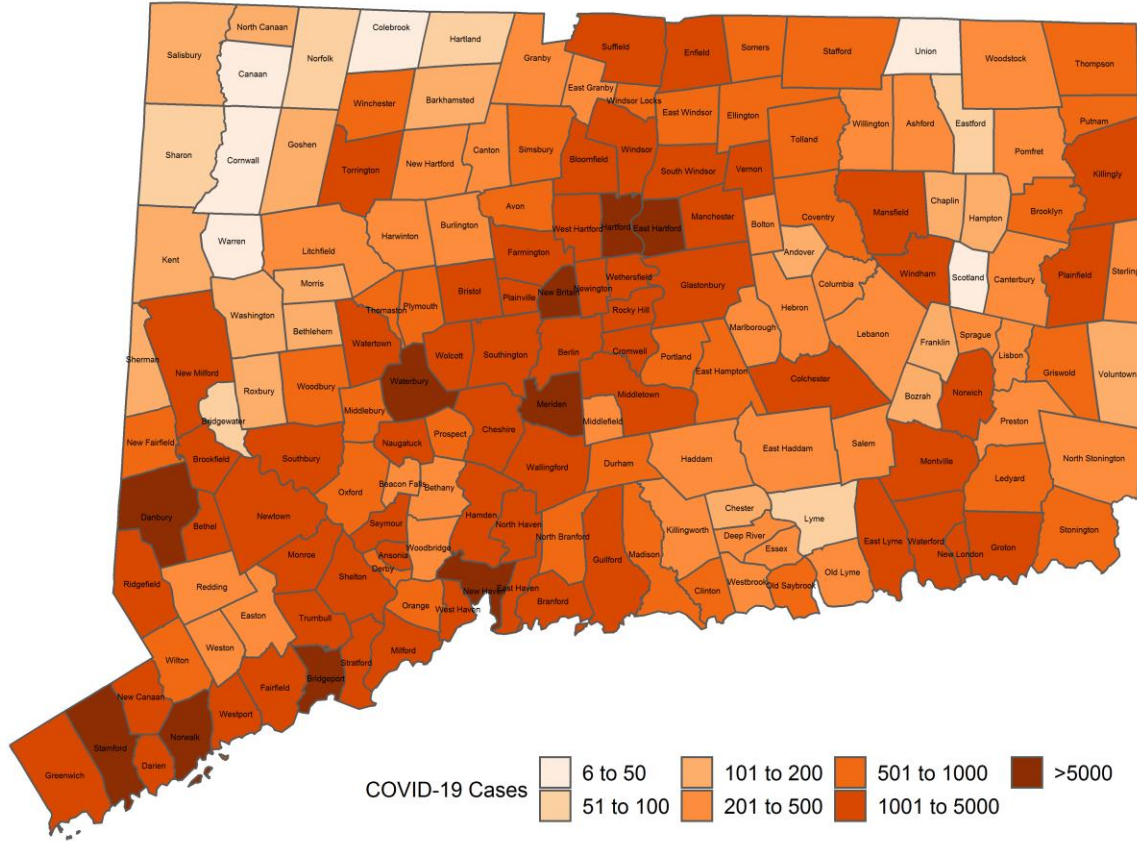 Colebrook
North Canaan
Hartland
Union
Salisbury
Norfolk
Canaan
Suffield
Enfield
Somers
Stafford
Woodstock
Thompson
Granby
East Granby
Winchester
Barkhamsted
Windsor Locks
East Windsor
Ellington
Willington
Ashford
Eastford
Putnam
Sharon
Cornwall
Goshen
Torrington
New Hartford
Canton
Simsbury
Bloomfield
Windsor
South Windsor
Vernon
Tolland
Pomfret
Killingly
Kent
Warren
Litchfield
Harwinton
Burlington
Avon
West Hartford
Hartford
East Hartford
Manchester
Bolton
Coventry
Mansfield
Chaplin
Hampton
Brooklyn
Andover
Farmington
Morris
Bristol
Plainville
New Britain
Newington
Wethersfield
Glastonbury
Rocky Hill
Hebron
Columbia
Windham
Scotland
Canterbury
Plainfield
Sterling
Washington
Bethlehem
Thomaston
Plymouth
Watertown
Wolcott
Southington
Berlin
Cromwell
Portland
East Hampton
Marlborough
Lebanon
Franklin
Sprague
Lisbon
Griswold
Voluntown
Sherman
New Milford
Roxbury
Woodbury
Waterbury
Meriden
Middletown
Colchester
Bozrah
Norwich
Preston
Bridgewater
Middlebury
Middlefield
New Fairfield
Brookfield
Southbury
Naugatuck
Prospect
Cheshire
Wallingford
Durham
Haddam
East Haddam
Salem
Montville
Ledyard
North Stonington
Danbury
Bethel
Newtown
Oxford
Beacon Falls
Bethany
Seymour
Hamden
North Haven
North Branford
Guilford
Madison
Killingworth
Chester
Deep River
Essex
Lyme
East Lyme
Waterford
New London
Groton
Stonington
Ridgefield
Redding
Monroe
Shelton
Ansonia
Derby
Woodbridge
New Haven
East Haven
Branford
Clinton
Westbrook
Old Saybrook
Old Lyme
Easton
Weston
Wilton
Trumbull
Orange
West Haven
Milford
Stratford
Bridgeport
Fairfield
Westport
New Canaan
Norwalk
Stamford
Darien
Greenwich
COVID-19 Cases
6 to 50
101 to 200
501 to 1000
>5000
51 to 100
201 to 500
1001 to 5000